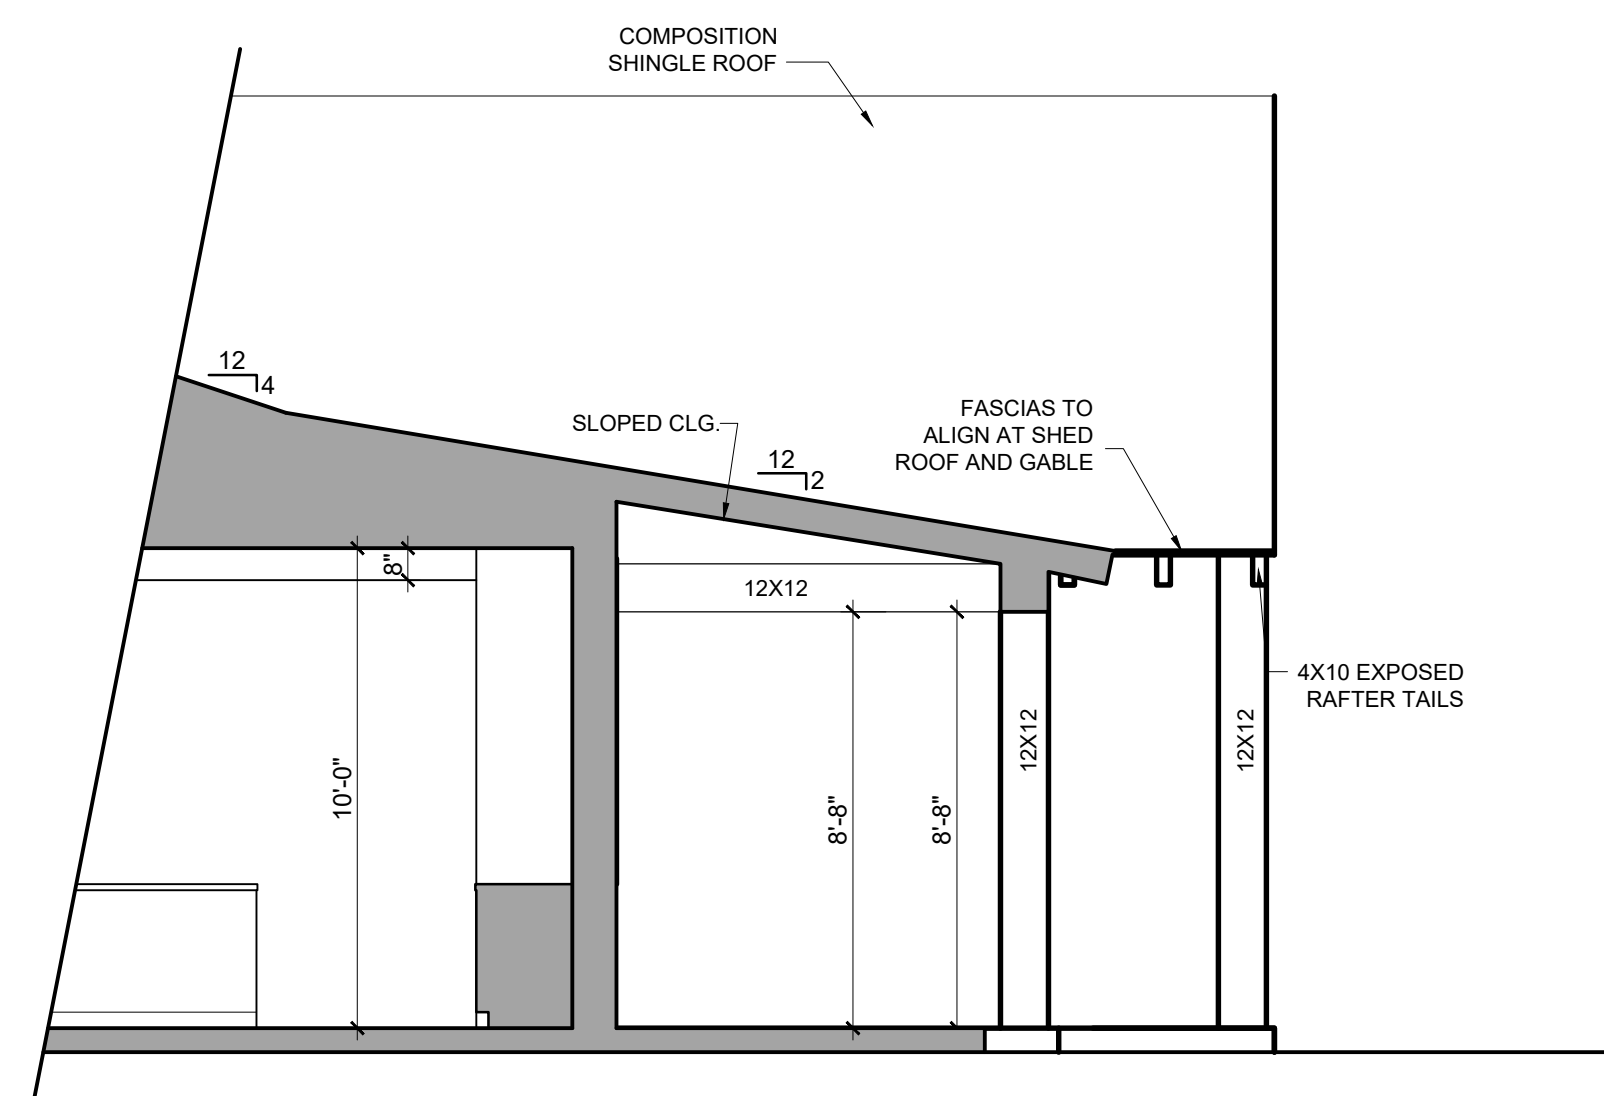 COMPOSITION
SHINGLE ROOF
12
4
SLOPED CLG.
FASCIAS TO
ALIGN AT SHED
ROOF AND GABLE
12
2
8"
12X12
4X10 EXPOSED
RAFTER TAILS
12X12
12X12
10'-0"
8'-8"
8'-8"